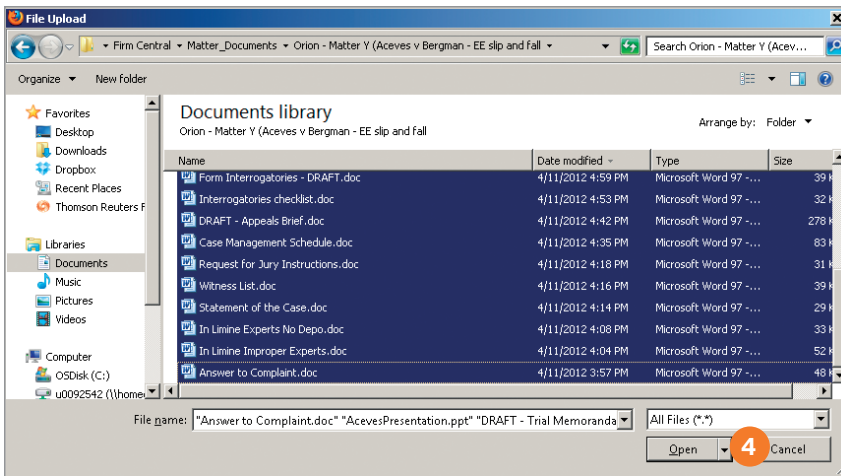 File Upload
Firm Central Matter_Documents Orion - Matter Y (Aceves v Bergman - EE slip and fall Search Orion - Matter Y (Acev...
Organize New folder
Favorites
Desktop
Downloads
Dropbox
Recent Places
Thomson Reuters F
Libraries
Documents
Music
Pictures
Videos
Computer
OSDisk (C:)
u0092542 (\\home
Documents library
Orion - Matter Y (Aceves v Bergman - EE slip and fall
Arrange by: Folder
Name Date modified Type Size
Form Interrogatories - DRAFT.doc 4/11/2012 4:59 PM Microsoft Word 97 -... 39 K
Interrogatories checklist.doc 4/11/2012 4:53 PM Microsoft Word 97 -... 32 K
DRAFT - Appeals Brief.doc 4/11/2012 4:42 PM Microsoft Word 97 -... 278 K
Case Management Schedule.doc 4/11/2012 4:35 PM Microsoft Word 97 -... 83 K
Request for Jury Instructions.doc 4/11/2012 4:18 PM Microsoft Word 97 -... 31 K
Witness List.doc 4/11/2012 4:16 PM Microsoft Word 97 -... 39 K
Statement of the Case.doc 4/11/2012 4:14 PM Microsoft Word 97 -... 29 K
In Limine Experts No Depo.doc 4/11/2012 4:08 PM Microsoft Word 97 -... 33 K
In Limine Improper Experts.doc 4/11/2012 4:04 PM Microsoft Word 97 -... 52 K
Answer to Complaint.doc 4/11/2012 3:57 PM Microsoft Word 97 -... 48 K
File name: "Answer to Complaint.doc" "AcevesPresentation.ppt" "DRAFT - Trial Memoranda All Files (*.*)
Open 4 Cancel